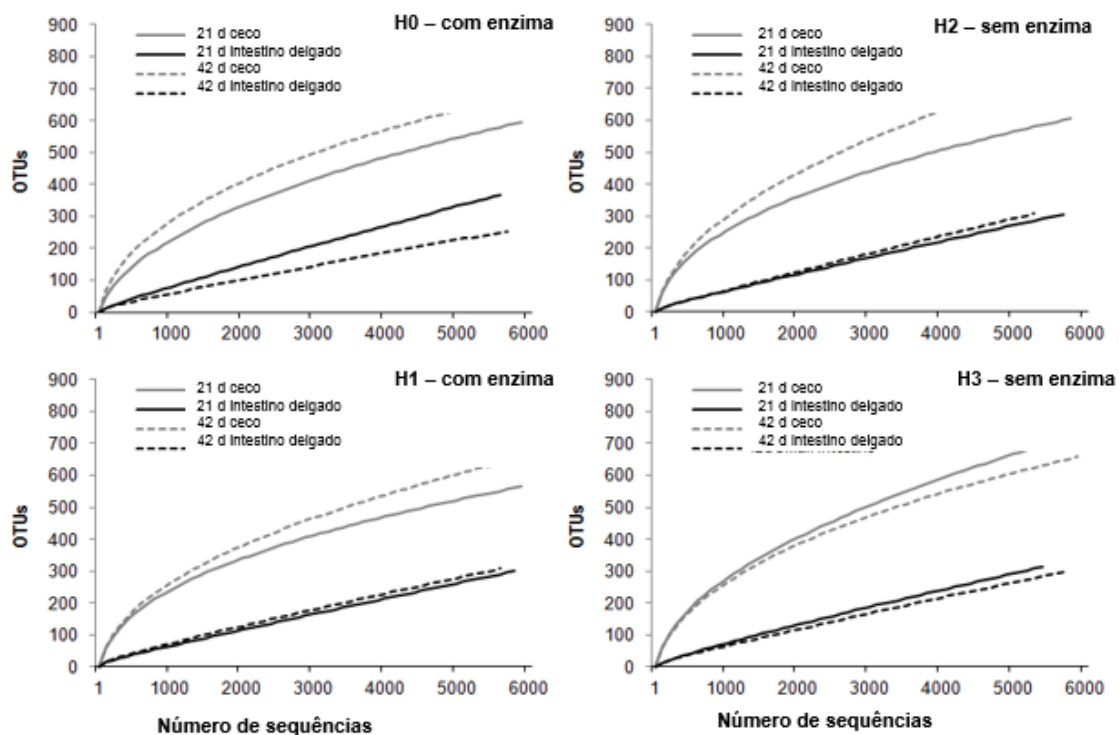 H0 – com enzima
900
800
700
600
500
400
300
200
100
0
OTUs
21 d ceco
21 d Intestino delgado
42 d ceco
42 d Intestino delgado
1 1000 2000 3000 4000 5000 6000
H2 – sem enzima
900
800
700
600
500
400
300
200
100
0
OTUs
21 d ceco
21 d Intestino delgado
42 d ceco
42 d Intestino delgado
1 1000 2000 3000 4000 5000 6000
H1 – com enzima
900
800
700
600
500
400
300
200
100
0
OTUs
21 d ceco
21 d Intestino delgado
42 d ceco
42 d Intestino delgado
1 1000 2000 3000 4000 5000 6000
Número de sequências
H3 – sem enzima
900
800
700
600
500
400
300
200
100
0
OTUs
21 d ceco
21 d Intestino delgado
42 d ceco
42 d Intestino delgado
1 1000 2000 3000 4000 5000 6000
Número de sequências